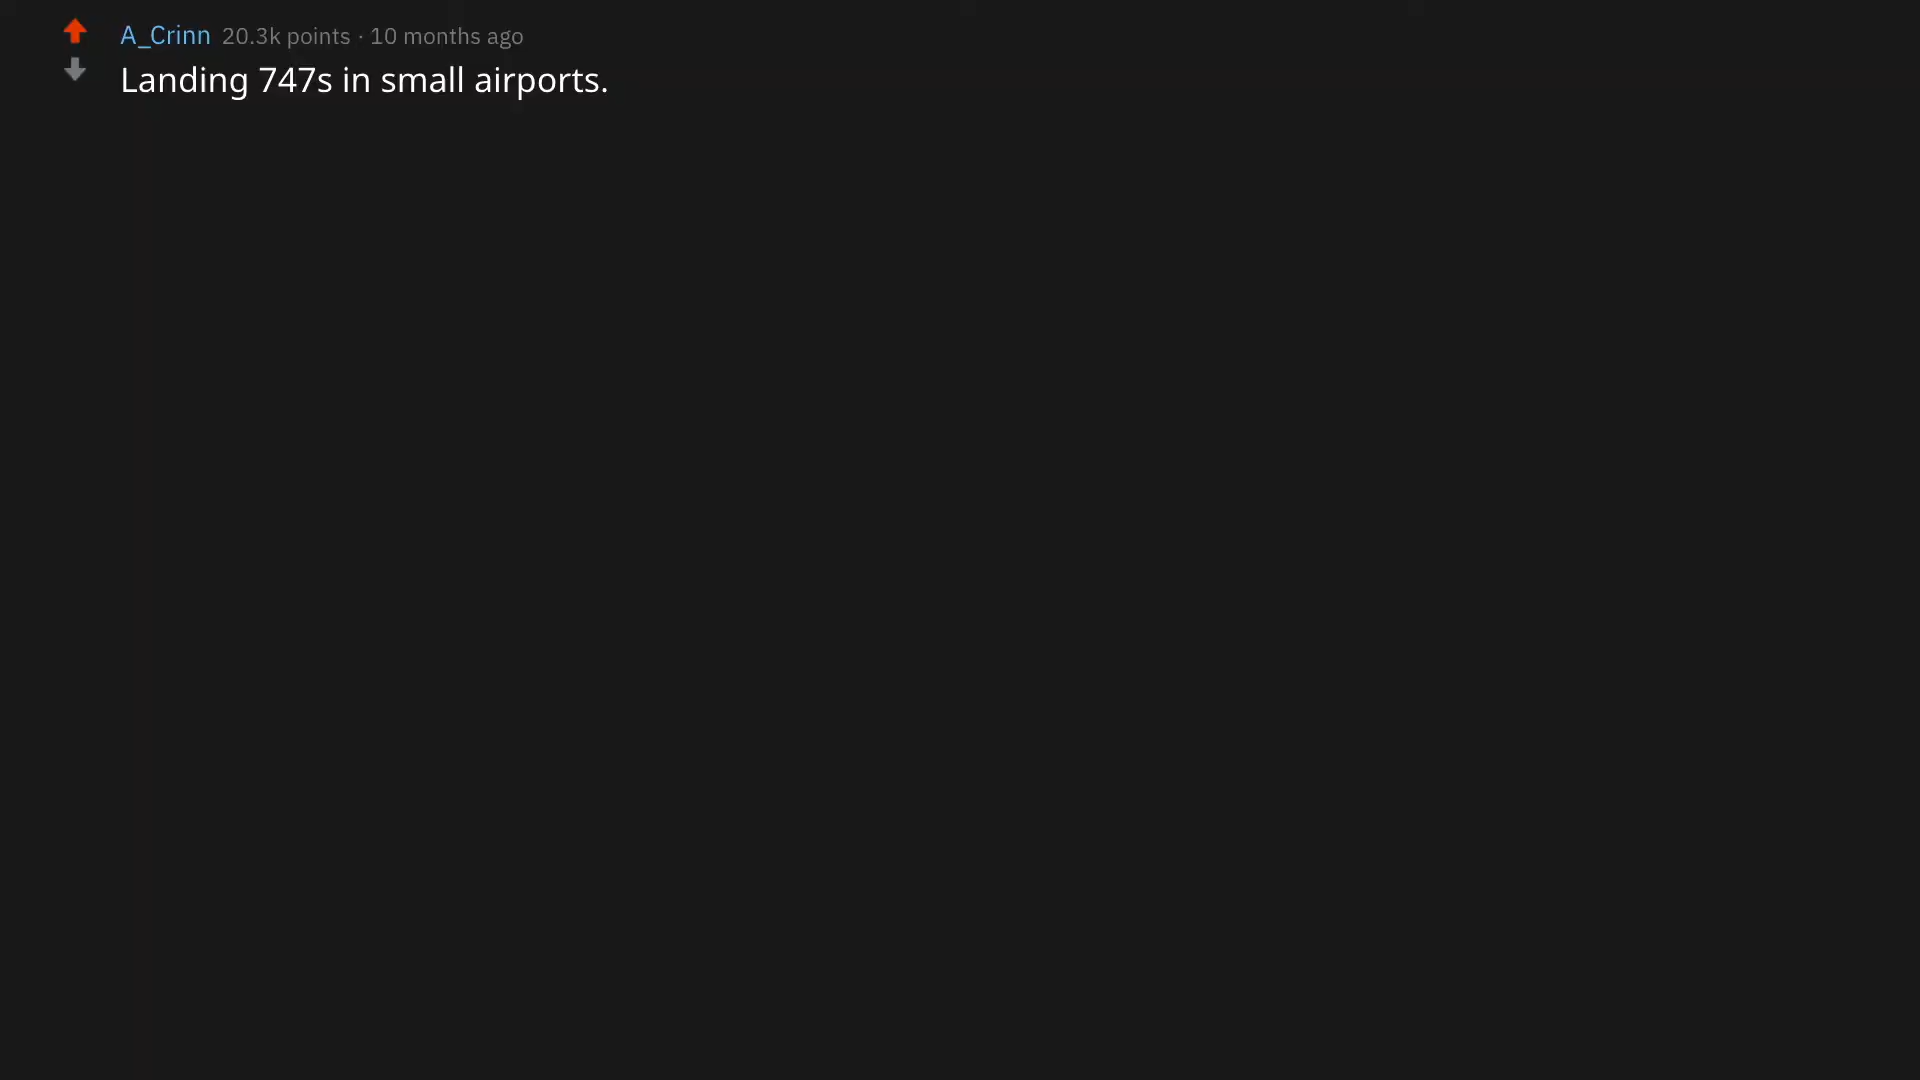 A_Crinn 20.3k points · 10 months ago
Landing 747s in small airports.